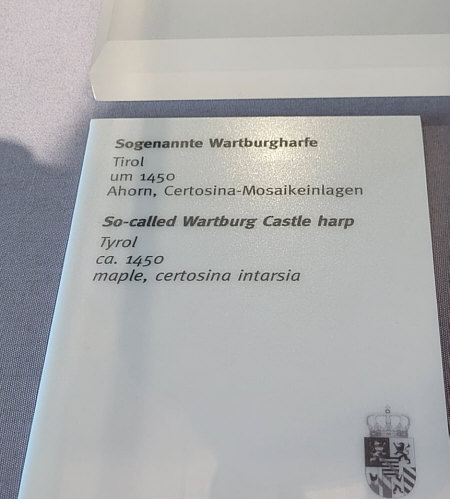 Sogenannte Wartburgharfe
Tirol
um 1450
Ahorn, Certosina-Mosaikeinlagen
So-called Wartburg Castle harp
Tyrol
ca. 1450
maple, certosina intarsia